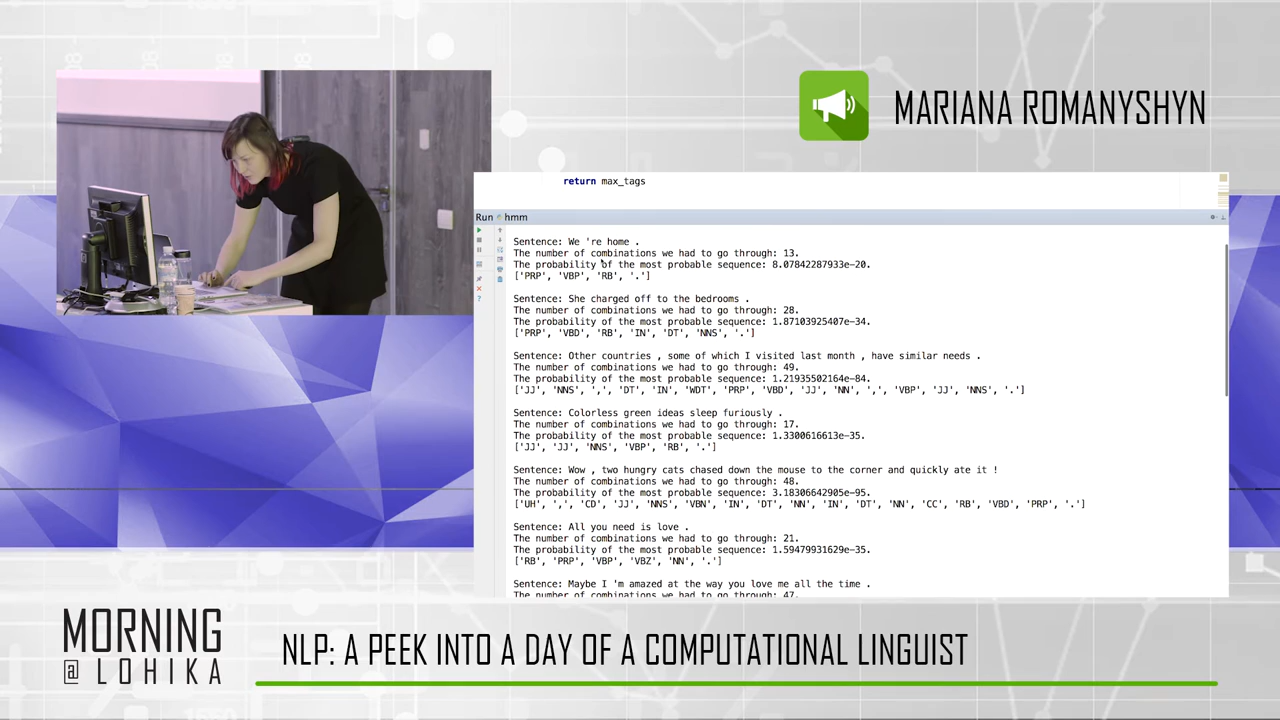 MARIANA ROMANYSHYN
return max_tags
Run hmm
Sentence: We 're home .
The number of combinations we had to go through: 13.
The probability of the most probable sequence: 8.07842287933e-20.
['PRP', 'VBP', 'RB', '.']
Sentence: She charged off to the bedrooms .
The number of combinations we had to go through: 28.
The probability of the most probable sequence: 1.87103925407e-34.
['PRP', 'VBD', 'RB', 'IN', 'DT', 'NNS', '.']
Sentence: Other countries , some of which I visited last month , have similar needs .
The number of combinations we had to go through: 49.
The probability of the most probable sequence: 1.21935502164e-84.
['JJ', 'NNS', ',', 'DT', 'IN', 'WDT', 'PRP', 'VBD', 'JJ', 'NN', ',', 'VBP', 'JJ', 'NNS', '.']
Sentence: Colorless green ideas sleep furiously .
The number of combinations we had to go through: 17.
The probability of the most probable sequence: 1.3300616613e-35.
['JJ', 'JJ', 'NNS', 'VBP', 'RB', '.']
Sentence: Wow , two hungry cats chased down the mouse to the corner and quickly ate it !
The number of combinations we had to go through: 48.
The probability of the most probable sequence: 3.18306642905e-95.
['UH', ',', 'CD', 'JJ', 'NNS', 'VBN', 'IN', 'DT', 'NN', 'IN', 'DT', 'NN', 'CC', 'RB', 'VBD', 'PRP', '.']
Sentence: All you need is love .
The number of combinations we had to go through: 21.
The probability of the most probable sequence: 1.59479931629e-35.
['RB', 'PRP', 'VBP', 'VBZ', 'NN', '.']
Sentence: Maybe I 'm amazed at the way you love me all the time .
The number of combinations we had to go through: 47.
MORNING
@ LOHIKA
NLP: A PEEK INTO A DAY OF A COMPUTATIONAL LINGUIST